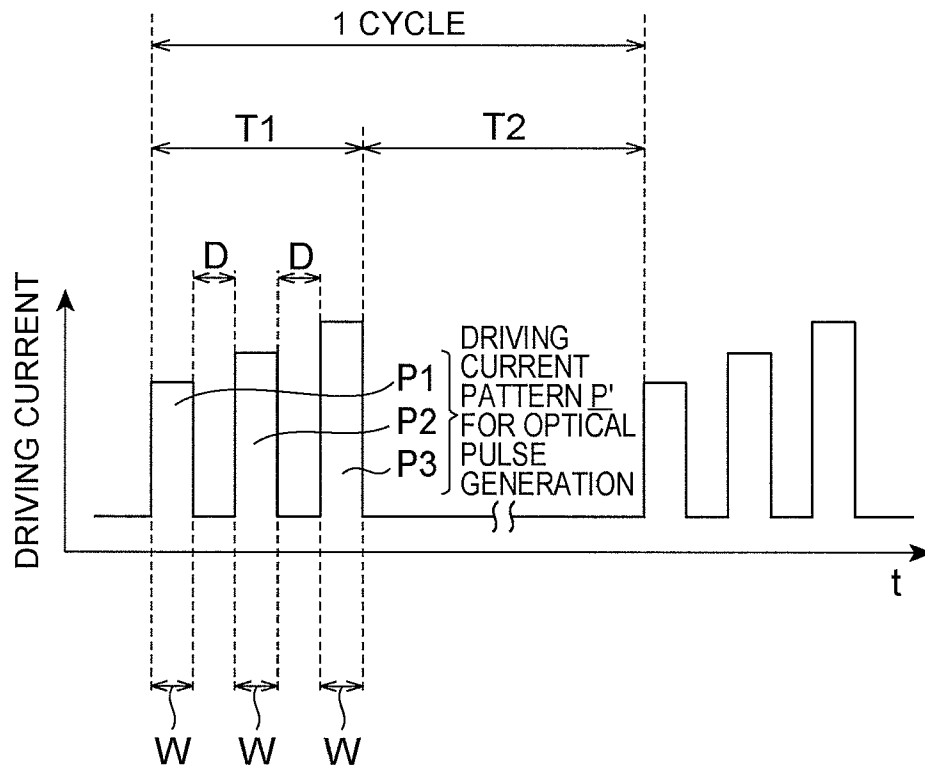 1 CYCLE
T1
T2
D
D
DRIVING CURRENT
P1
P2
P3
DRIVING
CURRENT
PATTERN P'
FOR OPTICAL
PULSE
GENERATION
t
W
W
W